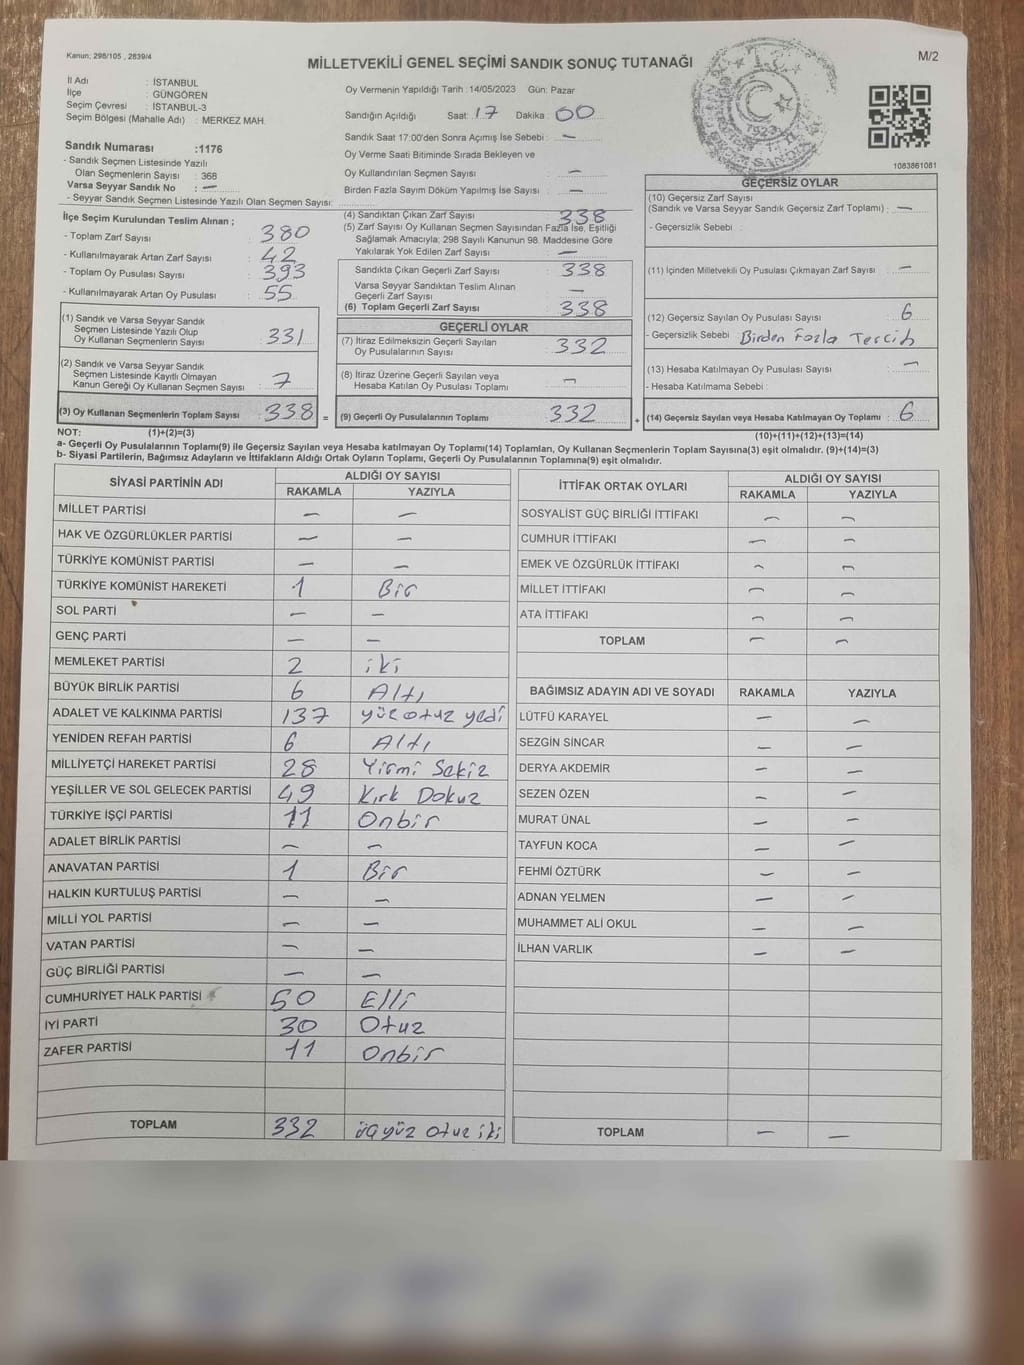 Kanun: 298/105 , 2839/4
M/2
MİLLETVEKİLİ GENEL SEÇİMİ SANDIK SONUÇ TUTANAĞI
İl Adı : İSTANBUL
İlçe : GÜNGÖREN
Seçim Çevresi : İSTANBUL-3
Seçim Bölgesi (Mahalle Adı) : MERKEZ MAH.
Sandık Numarası :1176
- Sandık Seçmen Listesinde Yazılı
Olan Seçmenlerin Sayısı : 368
Varsa Seyyar Sandık No : —
- Seyyar Sandık Seçmen Listesinde Yazılı Olan Seçmen Sayısı:
Oy Vermenin Yapıldığı Tarih :14/05/2023 Gün: Pazar
Sandığın Açıldığı Saat : 17 Dakika : 00
Sandık Saat 17:00'den Sonra Açımış İse Sebebi : —
Oy Verme Saati Bitiminde Sırada Bekleyen ve
Oy Kullandırılan Seçmen Sayısı : —
Birden Fazla Sayım Döküm Yapılmış İse Sayısı : —
T.C.
1923
1083861081
İlçe Seçim Kurulundan Teslim Alınan ;
- Toplam Zarf Sayısı : 380
- Kullanılmayarak Artan Zarf Sayısı : 42
- Toplam Oy Pusulası Sayısı : 393
- Kullanılmayarak Artan Oy Pusulası : 55
(1) Sandık ve Varsa Seyyar Sandık
Seçmen Listesinde Yazılı Olup
Oy Kullanan Seçmenlerin Sayısı : 331
(2) Sandık ve Varsa Seyyar Sandık
Seçmen Listesinde Kayıtlı Olmayan
Kanun Gereği Oy Kullanan Seçmen Sayısı : 7
(3) Oy Kullanan Seçmenlerin Toplam Sayısı : 338 =
(4) Sandıktan Çıkan Zarf Sayısı : 338
(5) Zarf Sayısı Oy Kullanan Seçmen Sayısından Fazla İse, Eşitliği
Sağlamak Amacıyla; 298 Sayılı Kanunun 98. Maddesine Göre
Yakılarak Yok Edilen Zarf Sayısı : —
Sandıkta Çıkan Geçerli Zarf Sayısı : 338
Varsa Seyyar Sandıktan Teslim Alınan
Geçerli Zarf Sayısı : —
(6) Toplam Geçerli Zarf Sayısı : 338
GEÇERLİ OYLAR
(7) İtiraz Edilmeksizin Geçerli Sayılan
Oy Pusulalarının Sayısı : 332
(8) İtiraz Üzerine Geçerli Sayılan veya
Hesaba Katılan Oy Pusulası Toplamı : —
(9) Geçerli Oy Pusulalarının Toplamı : 332 +
GEÇERSİZ OYLAR
(10) Geçersiz Zarf Sayısı
(Sandık ve Varsa Seyyar Sandık Geçersiz Zarf Toplamı) : —
- Geçersizlik Sebebi :
(11) İçinden Milletvekili Oy Pusulası Çıkmayan Zarf Sayısı : —
(12) Geçersiz Sayılan Oy Pusulası Sayısı : 6
- Geçersizlik Sebebi : Birden Fazla Tercih
(13) Hesaba Katılmayan Oy Pusulası Sayısı : —
- Hesaba Katılmama Sebebi :
(14) Geçersiz Sayılan veya Hesaba Katılmayan Oy Toplamı : 6
NOT: (1)+(2)=(3)
(10)+(11)+(12)+(13)=(14)
a- Geçerli Oy Pusulalarının Toplamı(9) ile Geçersiz Sayılan veya Hesaba katılmayan Oy Toplamı(14) Toplamları, Oy Kullanan Seçmenlerin Toplam Sayısına(3) eşit olmalıdır. (9)+(14)=(3)
b- Siyasi Partilerin, Bağımsız Adayların ve İttifakların Aldığı Ortak Oyların Toplamı, Geçerli Oy Pusulalarının Toplamına(9) eşit olmalıdır.
SİYASİ PARTİNİN ADI ALDIĞI OY SAYISI
RAKAMLA YAZIYLA
MİLLET PARTİSİ — —
HAK VE ÖZGÜRLÜKLER PARTİSİ — —
TÜRKİYE KOMÜNİST PARTİSİ — —
TÜRKİYE KOMÜNİST HAREKETİ 1 Bir
SOL PARTİ — —
GENÇ PARTİ — —
MEMLEKET PARTİSİ 2 iki
BÜYÜK BİRLİK PARTİSİ 6 Altı
ADALET VE KALKINMA PARTİSİ 137 yüz otuz yedi
YENİDEN REFAH PARTİSİ 6 Altı
MİLLİYETÇİ HAREKET PARTİSİ 28 Yirmi Sekiz
YEŞİLLER VE SOL GELECEK PARTİSİ 49 Kırk Dokuz
TÜRKİYE İŞÇİ PARTİSİ 11 Onbir
ADALET BİRLİK PARTİSİ — —
ANAVATAN PARTİSİ 1 Bir
HALKIN KURTULUŞ PARTİSİ — —
MİLLİ YOL PARTİSİ — —
VATAN PARTİSİ — —
GÜÇ BİRLİĞİ PARTİSİ — —
CUMHURİYET HALK PARTİSİ 50 Elli
İYİ PARTİ 30 Otuz
ZAFER PARTİSİ 11 Onbir
TOPLAM 332 üçyüz otuz iki
İTTİFAK ORTAK OYLARI ALDIĞI OY SAYISI
RAKAMLA YAZIYLA
SOSYALİST GÜÇ BİRLİĞİ İTTİFAKI — —
CUMHUR İTTİFAKI — —
EMEK VE ÖZGÜRLÜK İTTİFAKI — —
MİLLET İTTİFAKI — —
ATA İTTİFAKI — —
TOPLAM — —
BAĞIMSIZ ADAYIN ADI VE SOYADI RAKAMLA YAZIYLA
LÜTFÜ KARAYEL — —
SEZGİN SİNCAR — —
DERYA AKDEMİR — —
SEZEN ÖZEN — —
MURAT ÜNAL — —
TAYFUN KOCA — —
FEHMİ ÖZTÜRK — —
ADNAN YELMEN — —
MUHAMMET ALİ OKUL — —
İLHAN VARLIK — —
TOPLAM — —